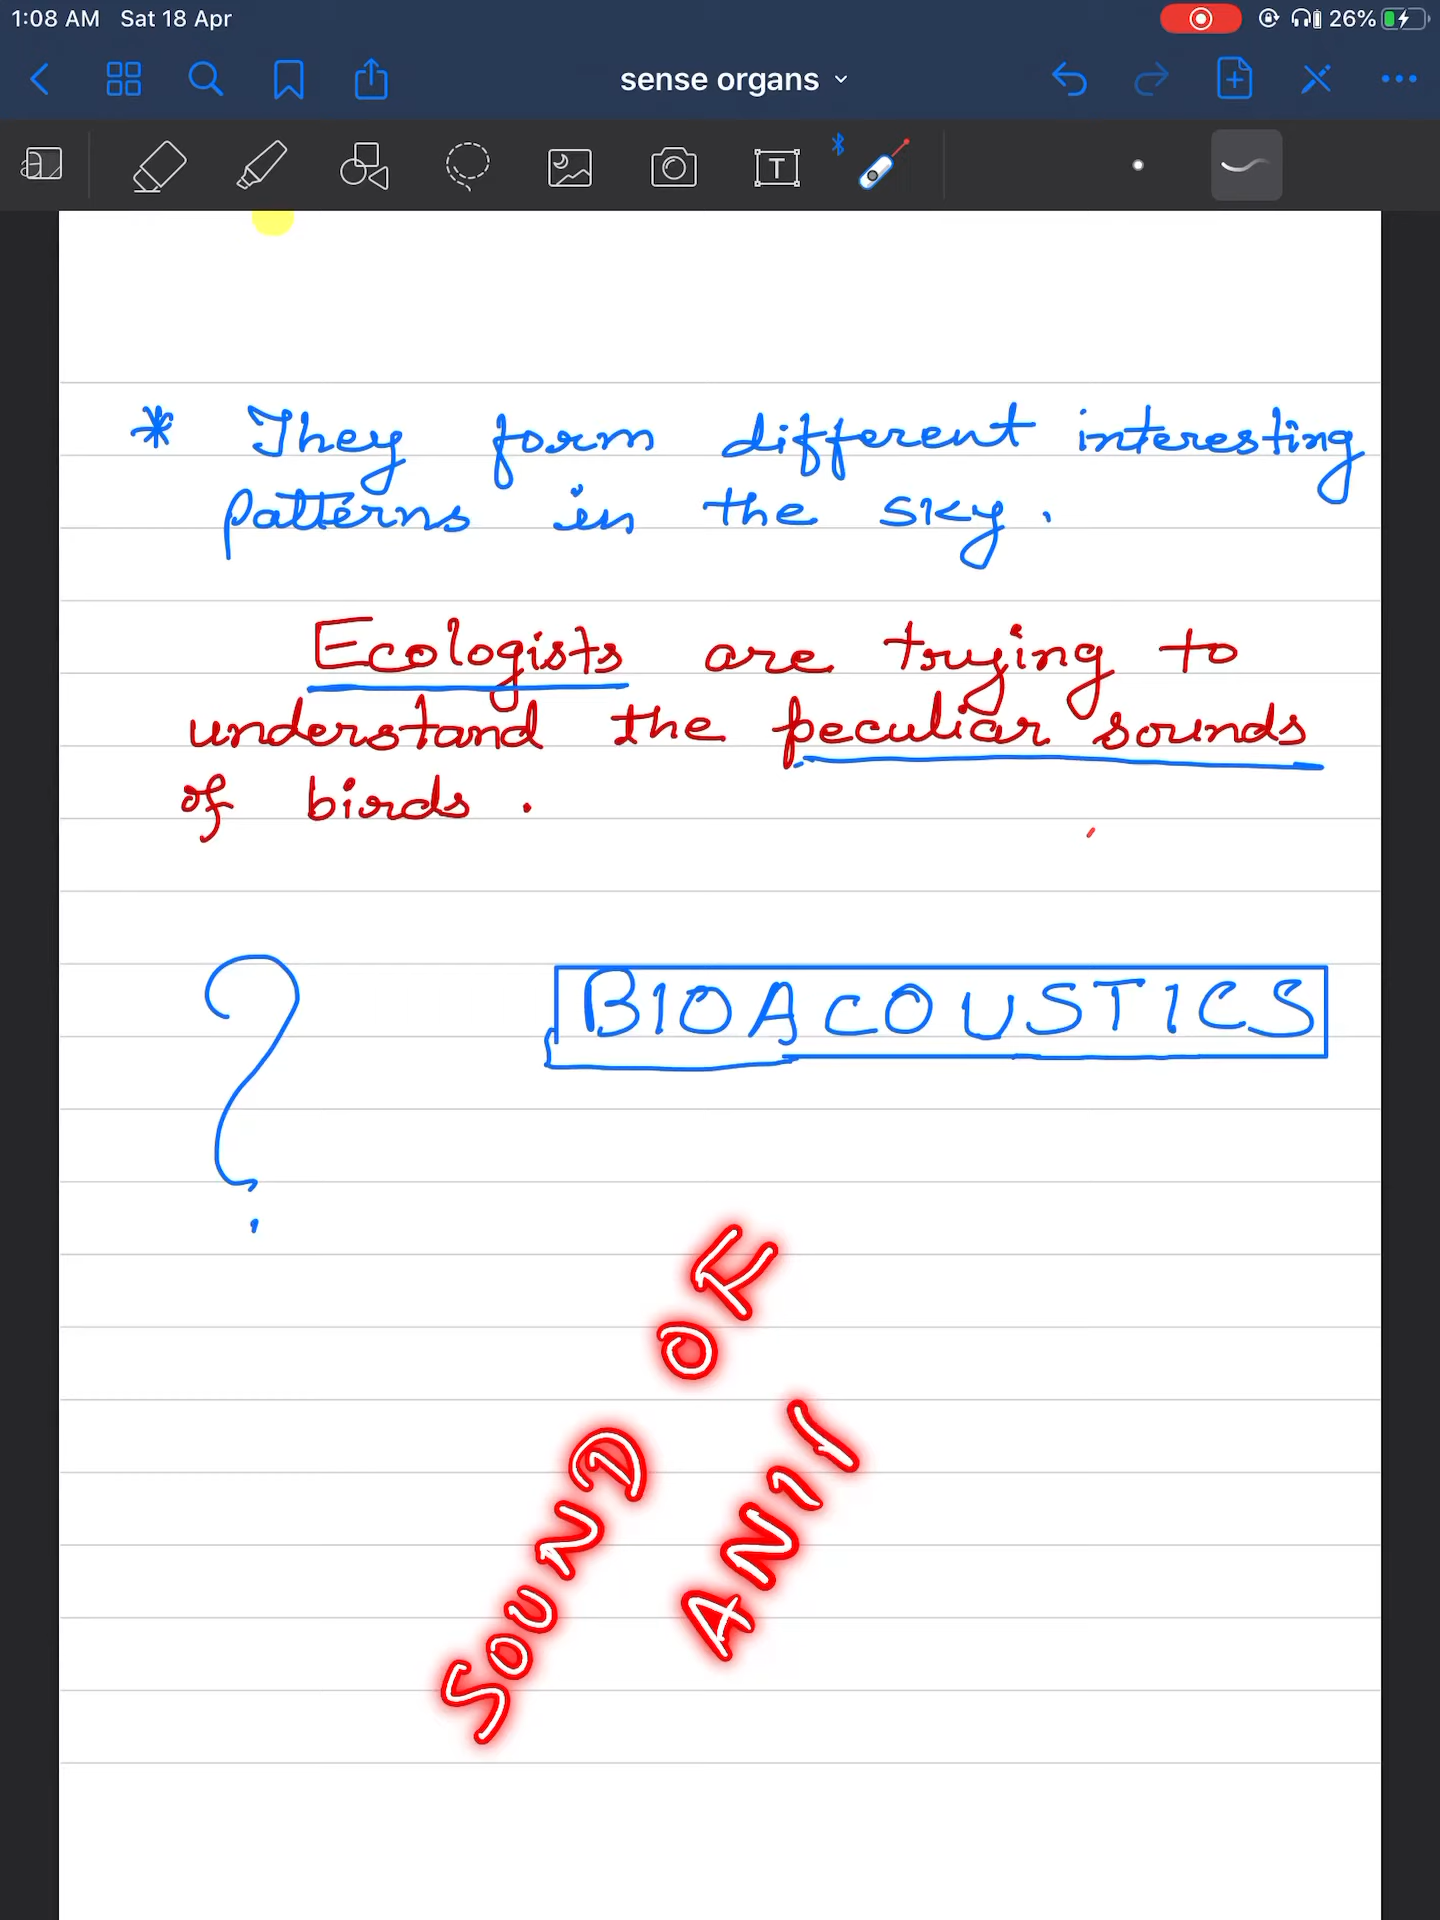 1:08 AM Sat 18 Apr
26%
sense organs
T
* They form different interesting
patterns in the sky.
Ecologists are trying to
understand the peculiar sounds
of birds.
?
BIOACOUSTICS
SOUND OF